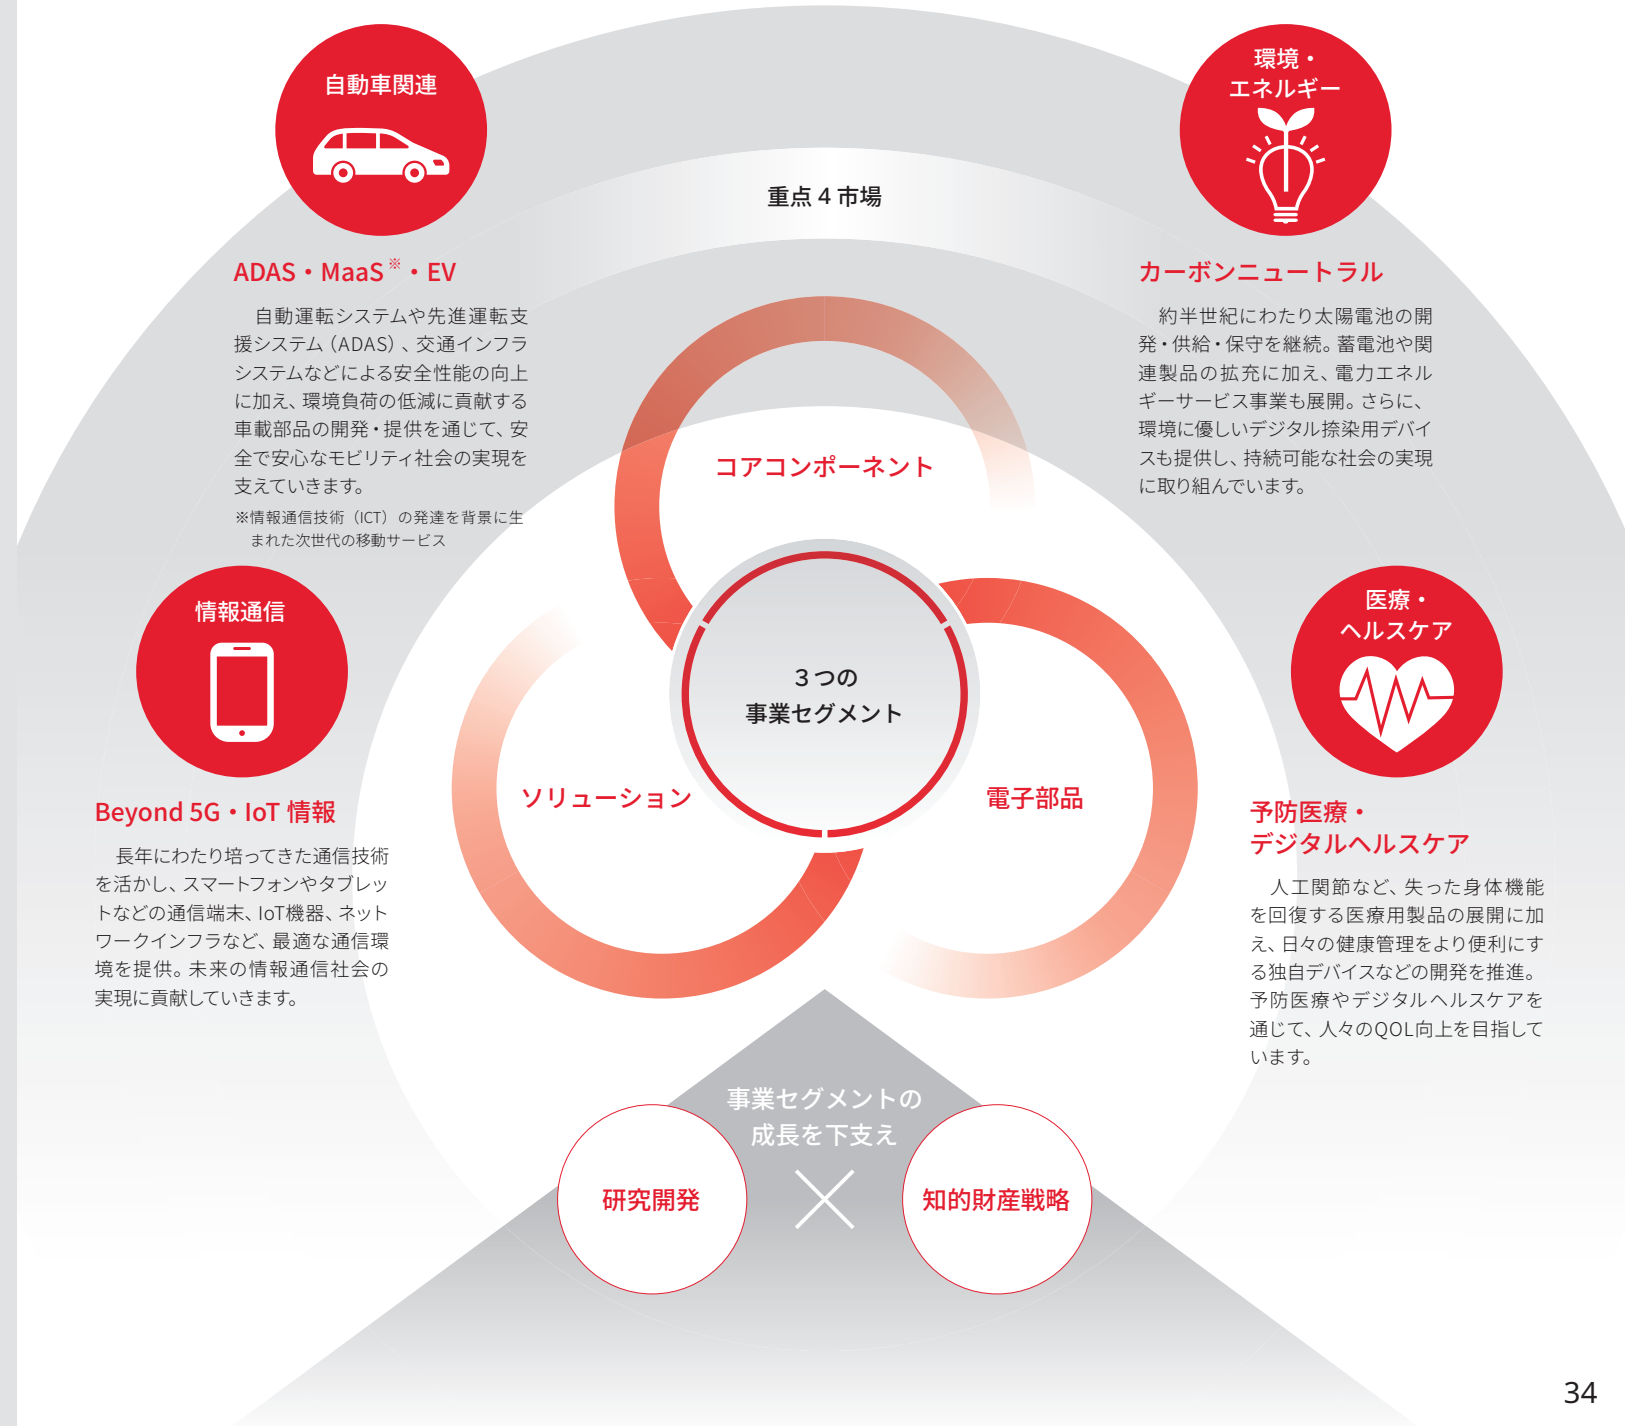 自動車関連
ADAS・MaaS※・EV
自動運転システムや先進運転支
援システム（ADAS）、交通インフラ
システムなどによる安全性能の向上
に加え、環境負荷の低減に貢献する
車載部品の開発・提供を通じて、安
全で安心なモビリティ社会の実現を
支えていきます。
※情報通信技術（ICT）の発達を背景に生
まれた次世代の移動サービス
重点4市場
環境・
エネルギー
カーボンニュートラル
約半世紀にわたり太陽電池の開
発・供給・保守を継続。蓄電池や関
連製品の拡充に加え、電力エネル
ギーサービス事業も展開。さらに、
環境に優しいデジタル捺染用デバイ
スも提供し、持続可能な社会の実現
に取り組んでいます。
情報通信
Beyond 5G・IoT 情報
長年にわたり培ってきた通信技術
を活かし、スマートフォンやタブレッ
トなどの通信端末、IoT機器、ネット
ワークインフラなど、最適な通信環
境を提供。未来の情報通信社会の
実現に貢献していきます。
コアコンポーネント
3つの
事業セグメント
ソリューション
電子部品
医療・
ヘルスケア
予防医療・
デジタルヘルスケア
人工関節など、失った身体機能
を回復する医療用製品の展開に加
え、日々の健康管理をより便利にす
る独自デバイスなどの開発を推進。
予防医療やデジタルヘルスケアを
通じて、人々のQOL向上を目指して
います。
事業セグメントの
成長を下支え
研究開発
知的財産戦略
34